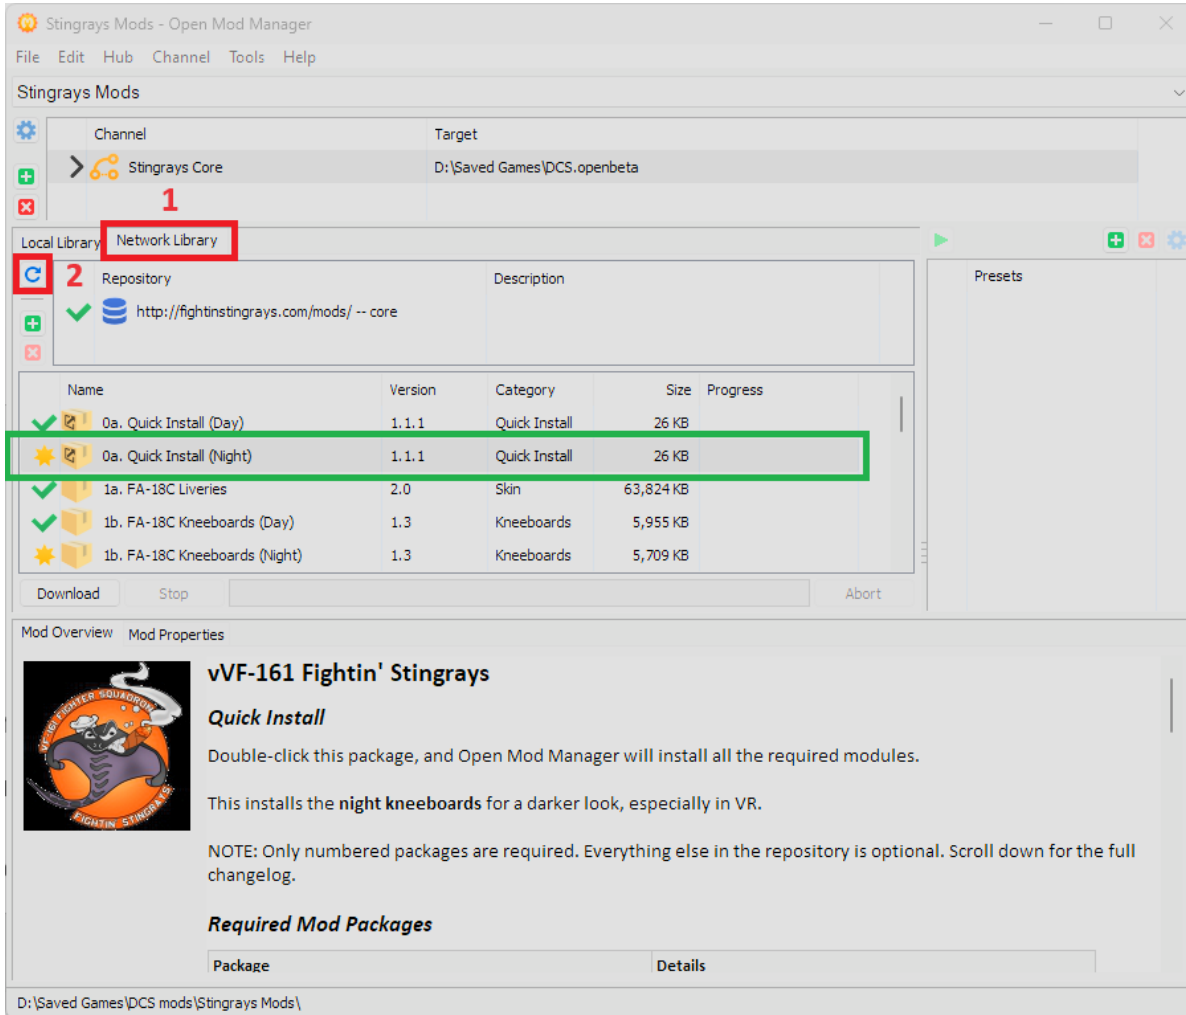 Stingrays Mods - Open Mod Manager
File Edit Hub Channel Tools Help
Stingrays Mods
Channel Target
Stingrays Core D:\Saved Games\DCS.openbeta
1
Local Library Network Library
2 Repository Description Presets
http://fightinstingrays.com/mods/ -- core
Name Version Category Size Progress
0a. Quick Install (Day) 1.1.1 Quick Install 26 KB
0a. Quick Install (Night) 1.1.1 Quick Install 26 KB
1a. FA-18C Liveries 2.0 Skin 63,824 KB
1b. FA-18C Kneeboards (Day) 1.3 Kneeboards 5,955 KB
1b. FA-18C Kneeboards (Night) 1.3 Kneeboards 5,709 KB
Download Stop Abort
Mod Overview Mod Properties
VF-161 FIGHTER SQUADRON
FIGHTIN STINGRAYS
vVF-161 Fightin' Stingrays
Quick Install
Double-click this package, and Open Mod Manager will install all the required modules.
This installs the night kneeboards for a darker look, especially in VR.
NOTE: Only numbered packages are required. Everything else in the repository is optional. Scroll down for the full
changelog.
Required Mod Packages
Package Details
D:\Saved Games\DCS mods\Stingrays Mods\